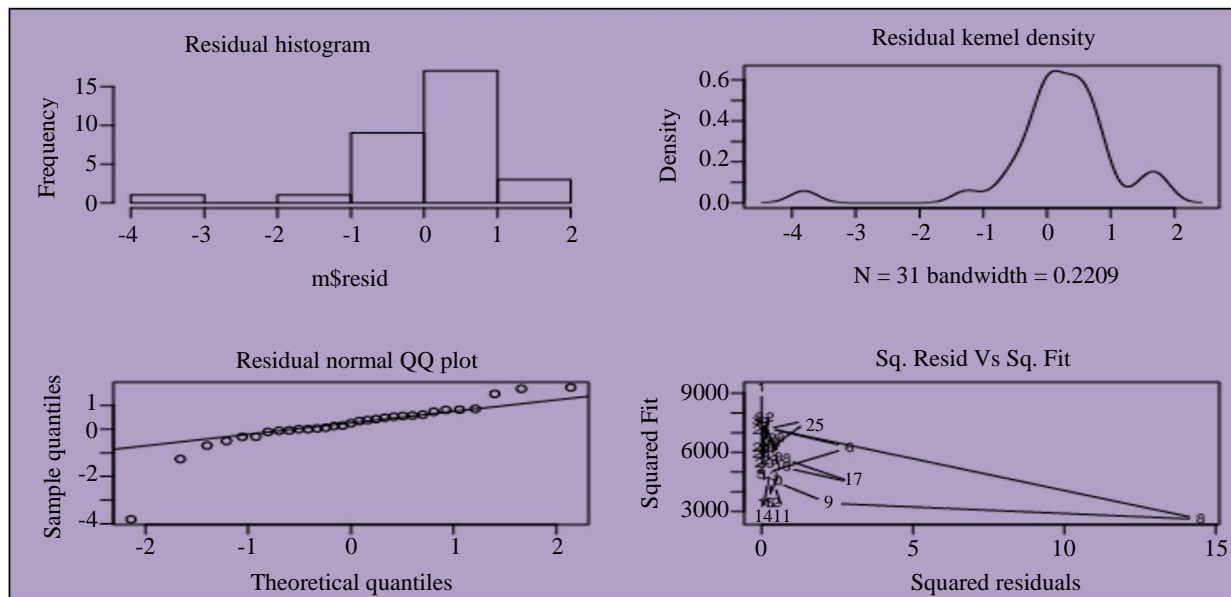 Residual histogram
15
10
5
0
Frequency
-4 -3 -2 -1 0 1 2
m$resid
Residual kemel density
0.6
0.4
0.2
0.0
Density
-4 -3 -2 -1 0 1 2
N = 31 bandwidth = 0.2209
Residual normal QQ plot
1
0
-2
-4
Sample quantiles
-2 -1 0 1 2
Theoretical quantiles
Sq. Resid Vs Sq. Fit
9000
6000
3000
Squared Fit
1
25
6
17
9
1411
8
0 5 10 15
Squared residuals